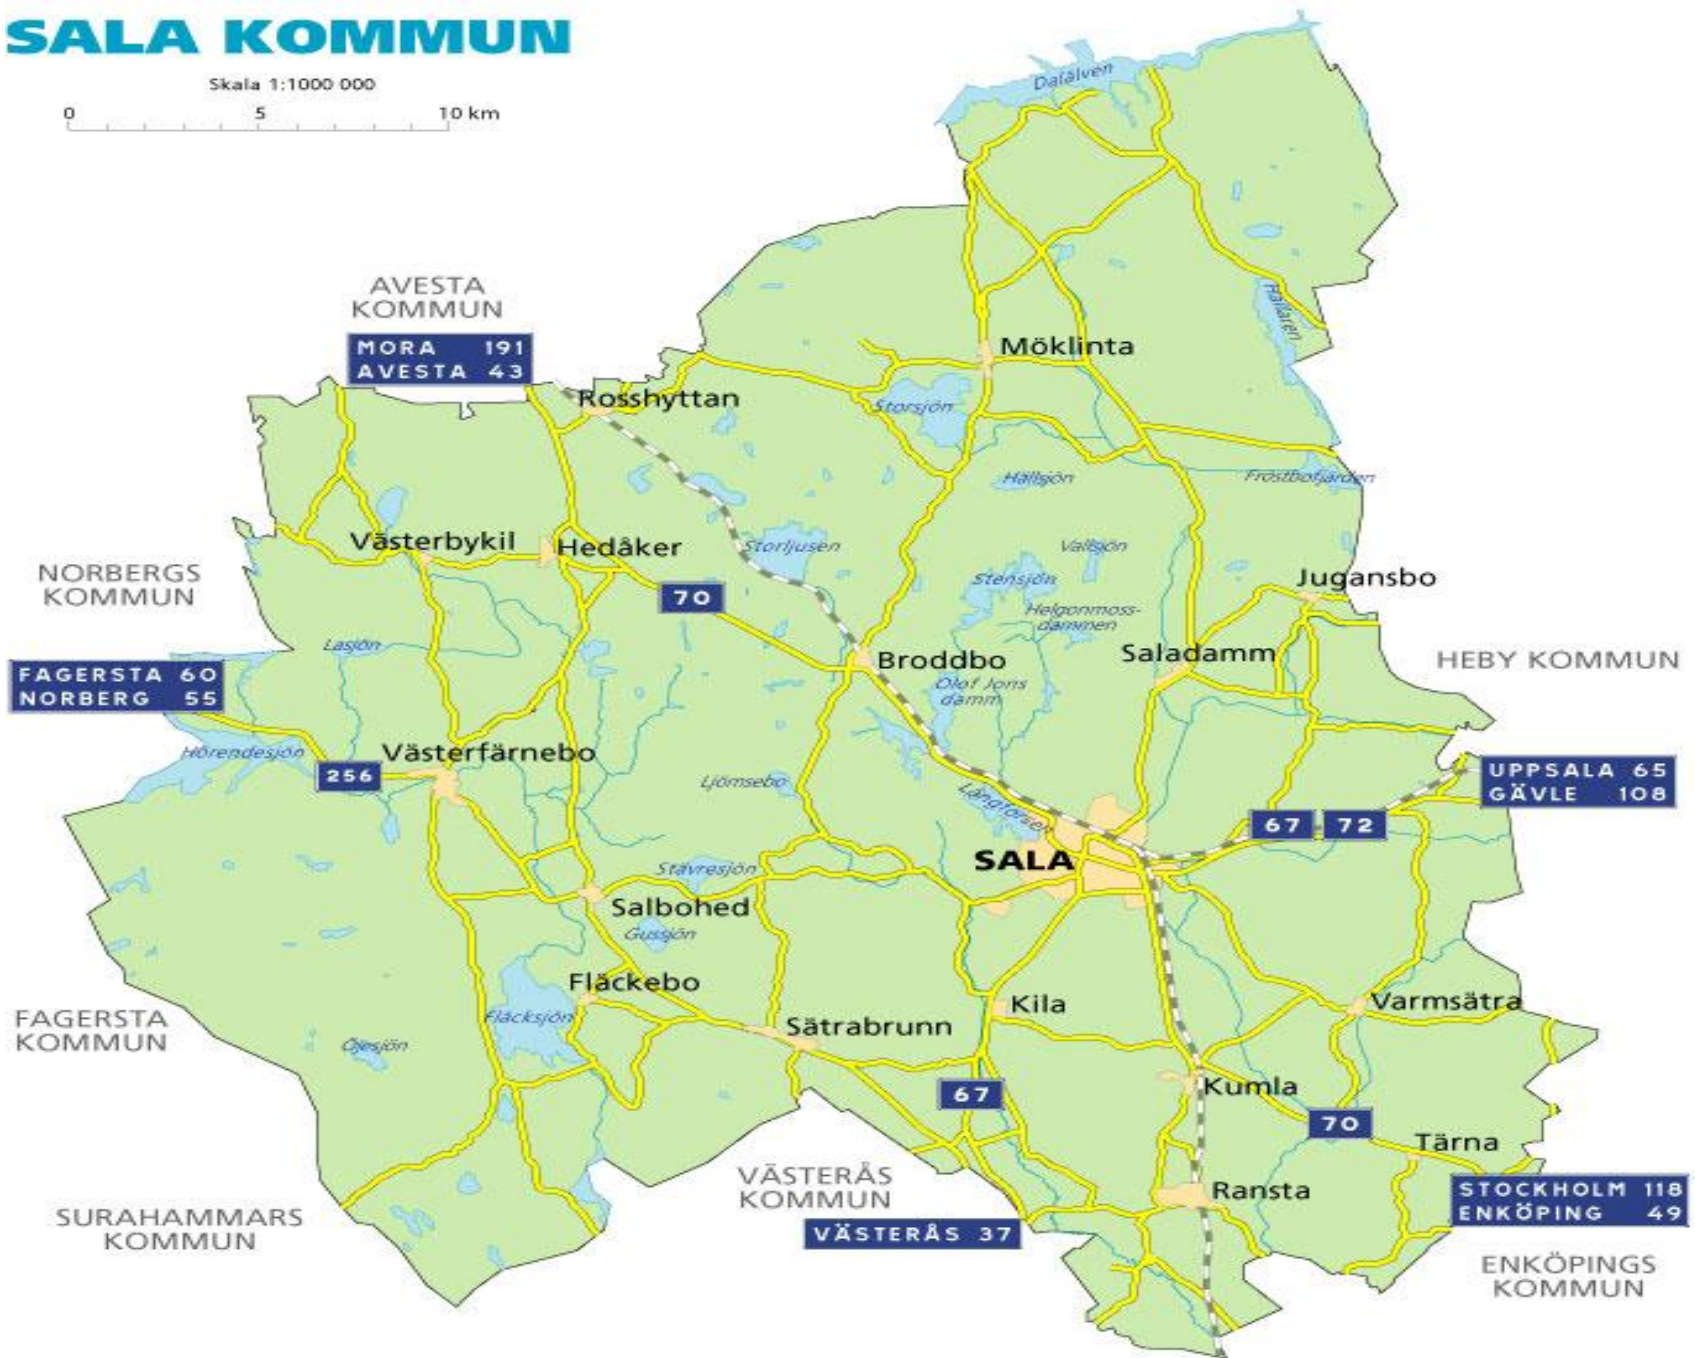 SALA KOMMUN
Skala 1:1000 000
0 5 10 km
Dalälven
AVESTA
KOMMUN
MORA 191
AVESTA 43
Hallaren
Möklinta
Rosshyttan
Storsjön
Hällsjön
Frostbofjärden
Västerbykil
Hedåker
Storljusen
Vallsjön
Stensjön
Jugansbo
NORBERGS
KOMMUN
70
Helgonmoss-
dammen
Lasjön
Broddbo
Saladamm
HEBY KOMMUN
FAGERSTA 60
NORBERG 55
Olof Jons
damm
Hörendesjön
Västerfärnebo
256
Ljömsebo
Långforsen
UPPSALA 65
GÄVLE 108
67 72
SALA
Stävresjön
Salbohed
Gussjön
Fläckebo
Fläcksjön
Kila
Varmsätra
FAGERSTA
KOMMUN
Öjesjön
Sätrabrunn
67
Kumla
70
Tärna
VÄSTERÅS
KOMMUN
Ransta
STOCKHOLM 118
ENKÖPING 49
SURAHAMMARS
KOMMUN
VÄSTERÅS 37
ENKÖPINGS
KOMMUN